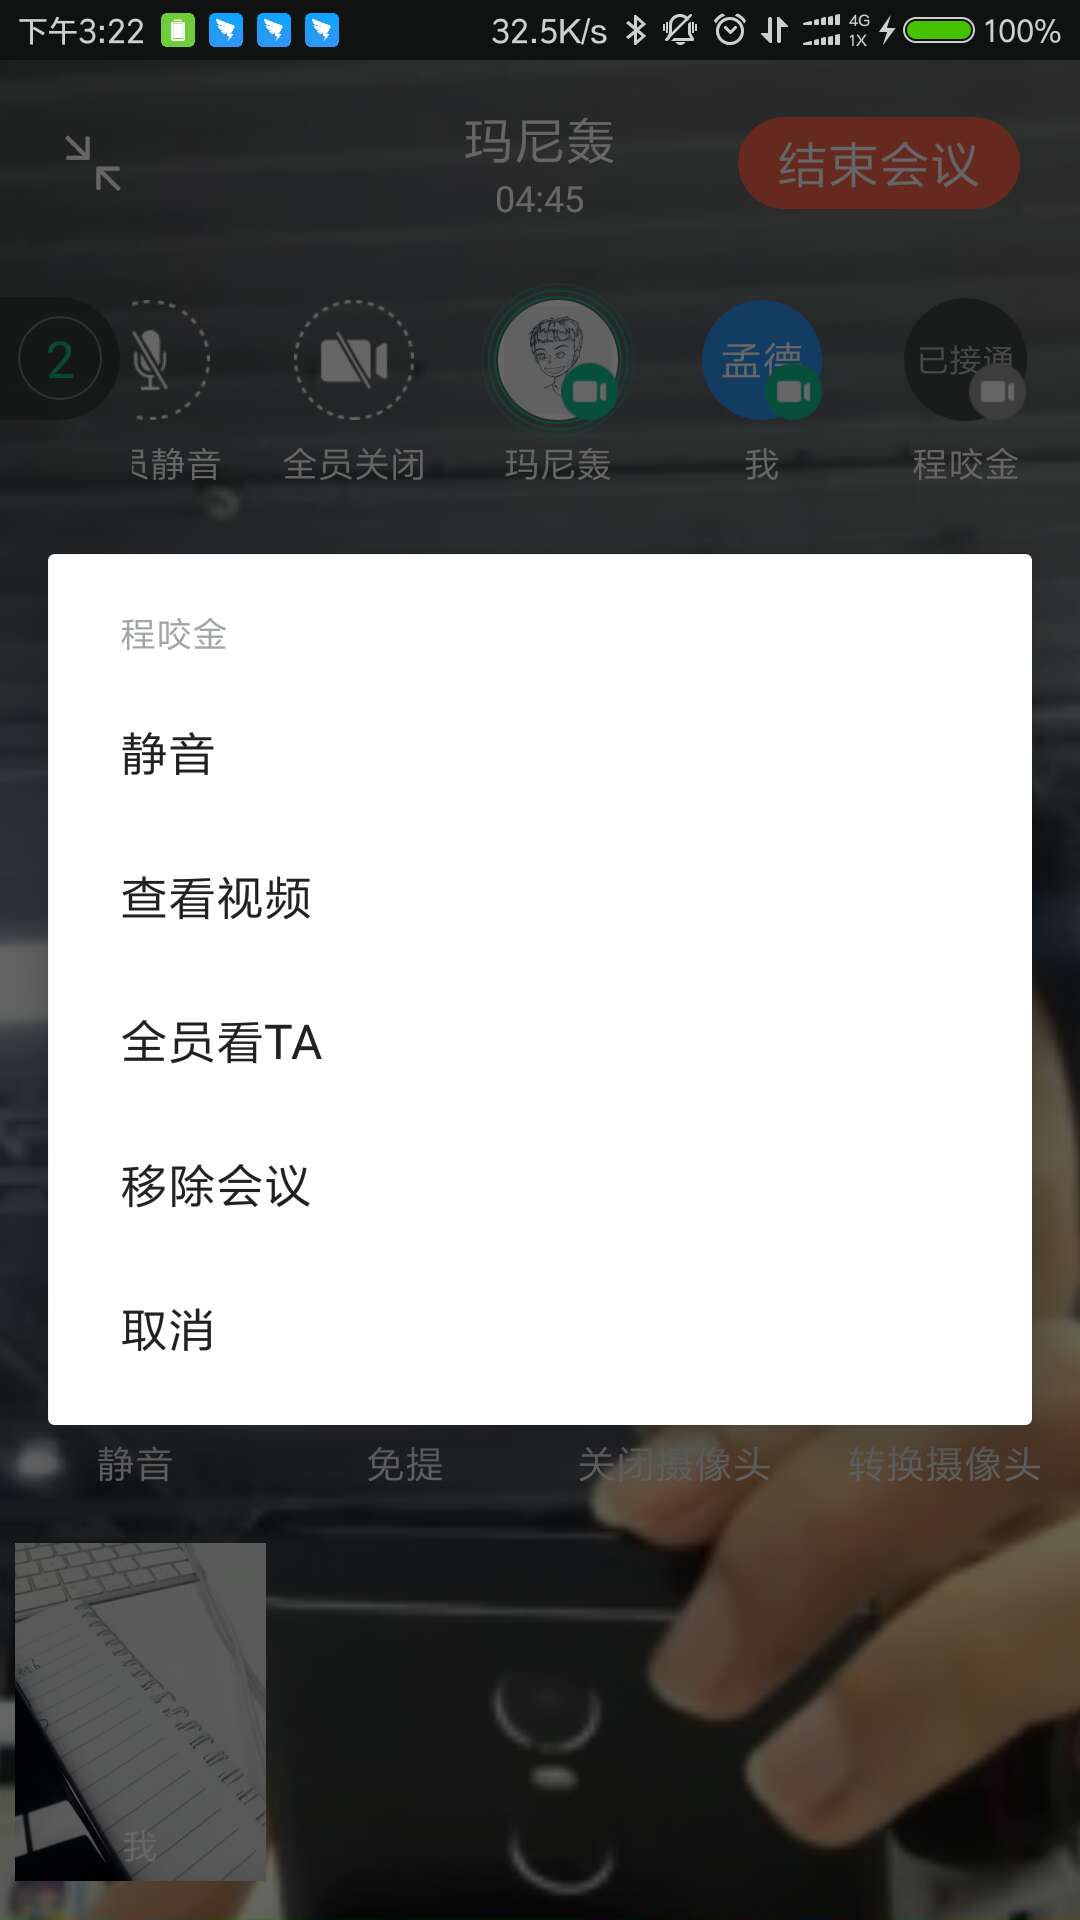 下午3:22
32.5K/s
4G
1X
100%
玛尼轰
04:45
结束会议
2
孟德
已接通
员静音
全员关闭
玛尼轰
我
程咬金
程咬金
静音
查看视频
全员看TA
移除会议
取消
静音
免提
关闭摄像头
转换摄像头
我